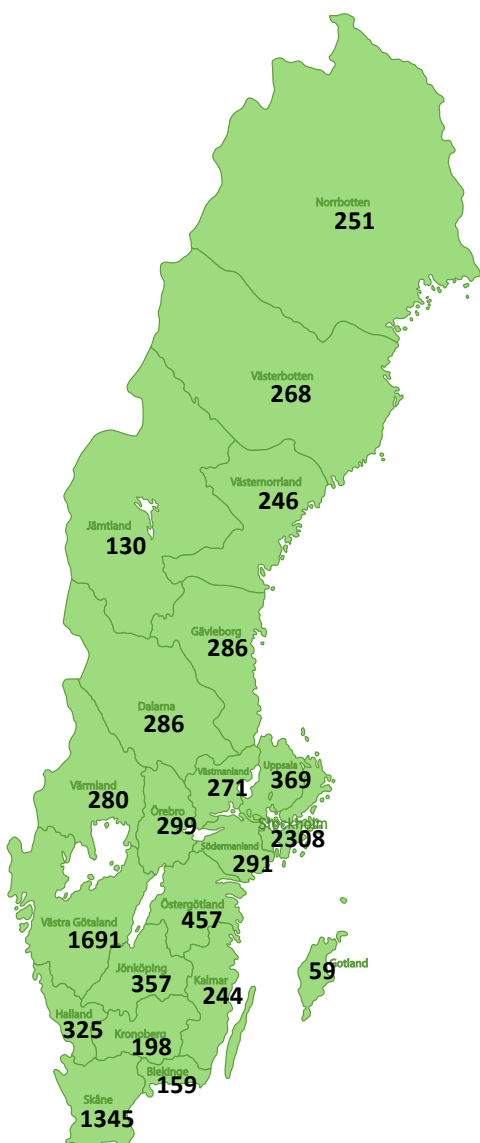 Norrbotten
251
Västerbotten
268
Västernorrland
246
Jämtland
130
Gävleborg
286
Dalarna
286
Västmanland
271
Uppsala
369
Värmland
280
Örebro
299
Stockholm
2308
Södermanland
291
Östergötland
457
Västra Götaland
1691
Jönköping
357
Kalmar
244
Gotland
59
Halland
325
Kronoberg
198
Blekinge
159
Skåne
1345